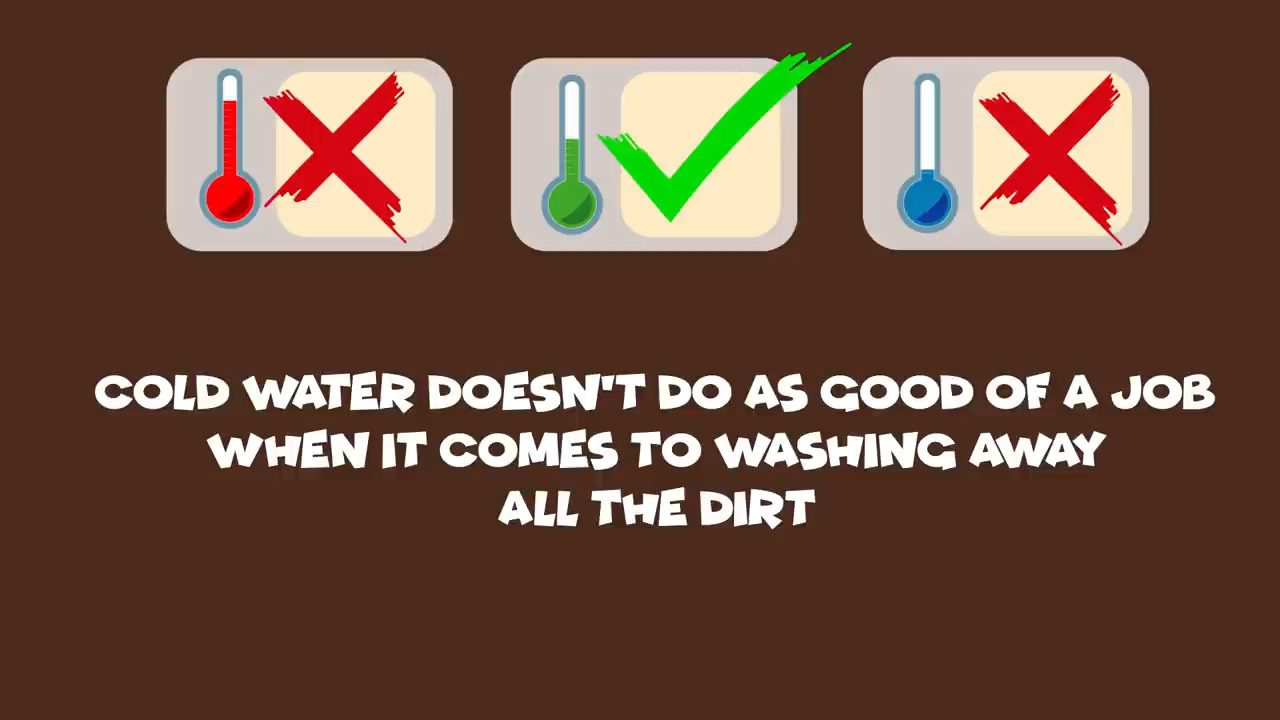 COLD WATER DOESN'T DO AS GOOD OF A JOB
WHEN IT COMES TO WASHING AWAY
ALL THE DIRT